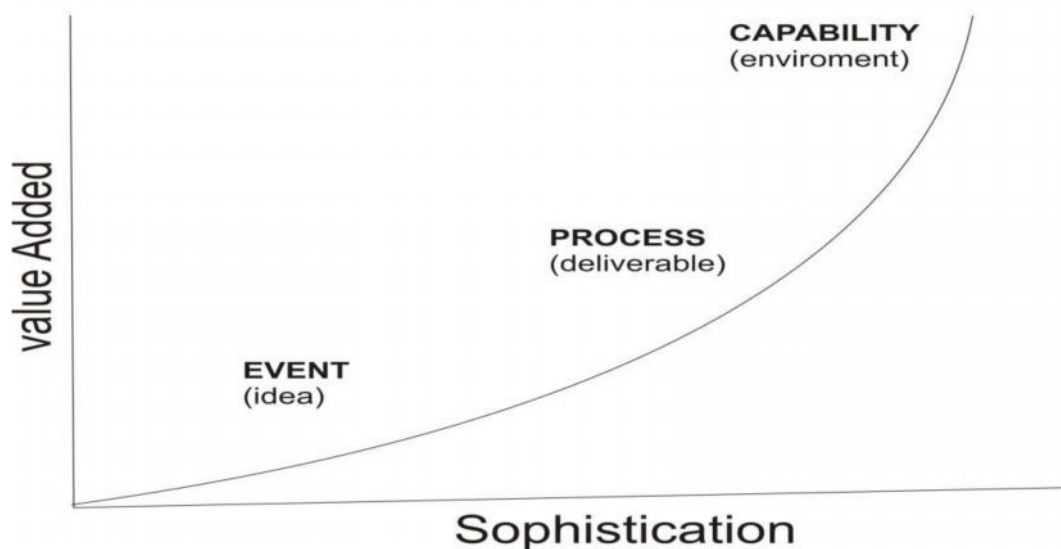 CAPABILITY
(enviroment)
PROCESS
(deliverable)
EVENT
(idea)
value Added
Sophistication